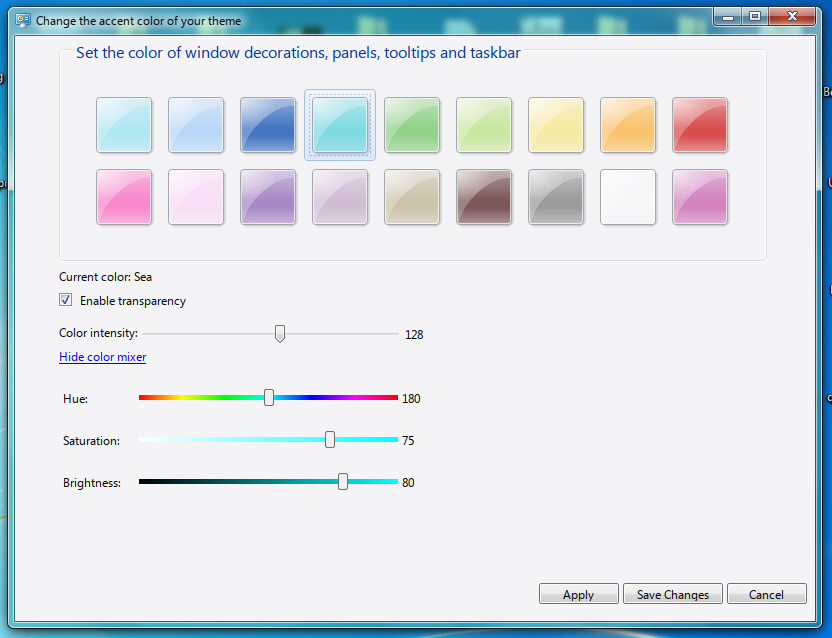 Change the accent color of your theme
Set the color of window decorations, panels, tooltips and taskbar
Current color: Sea
Enable transparency
Color intensity: 128
Hide color mixer
Hue: 180
Saturation: 75
Brightness: 80
Apply Save Changes Cancel